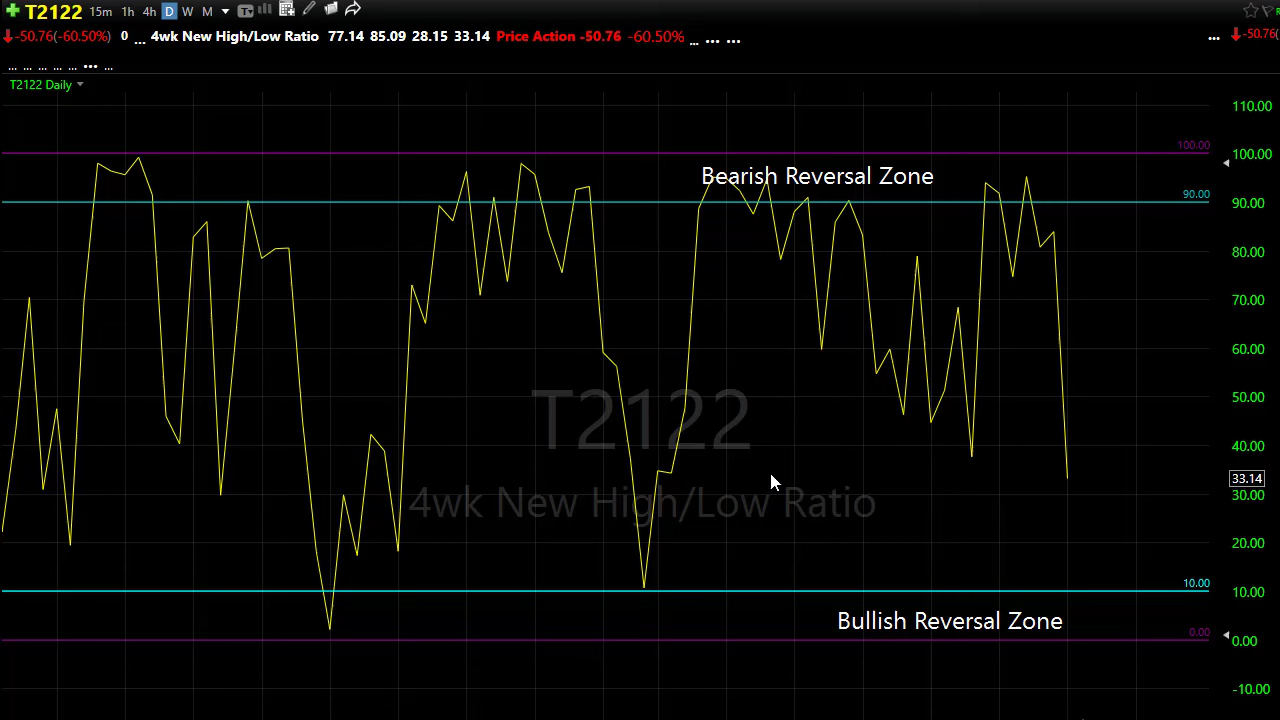 T2122 15m 1h 4h D W M
-50.76(-60.50%) 0 ... 4wk New High/Low Ratio 77.14 85.09 28.15 33.14 Price Action -50.76 -60.50% ... ... ... ... -50.76(
... ... ... ... ... ... ...
T2122 Daily
110.00
100.00 100.00
Bearish Reversal Zone
90.00 90.00
80.00
70.00
60.00
50.00
T2122
40.00
33.14
4wk New High/Low Ratio
30.00
20.00
10.00 10.00
Bullish Reversal Zone
0.00 0.00
-10.00